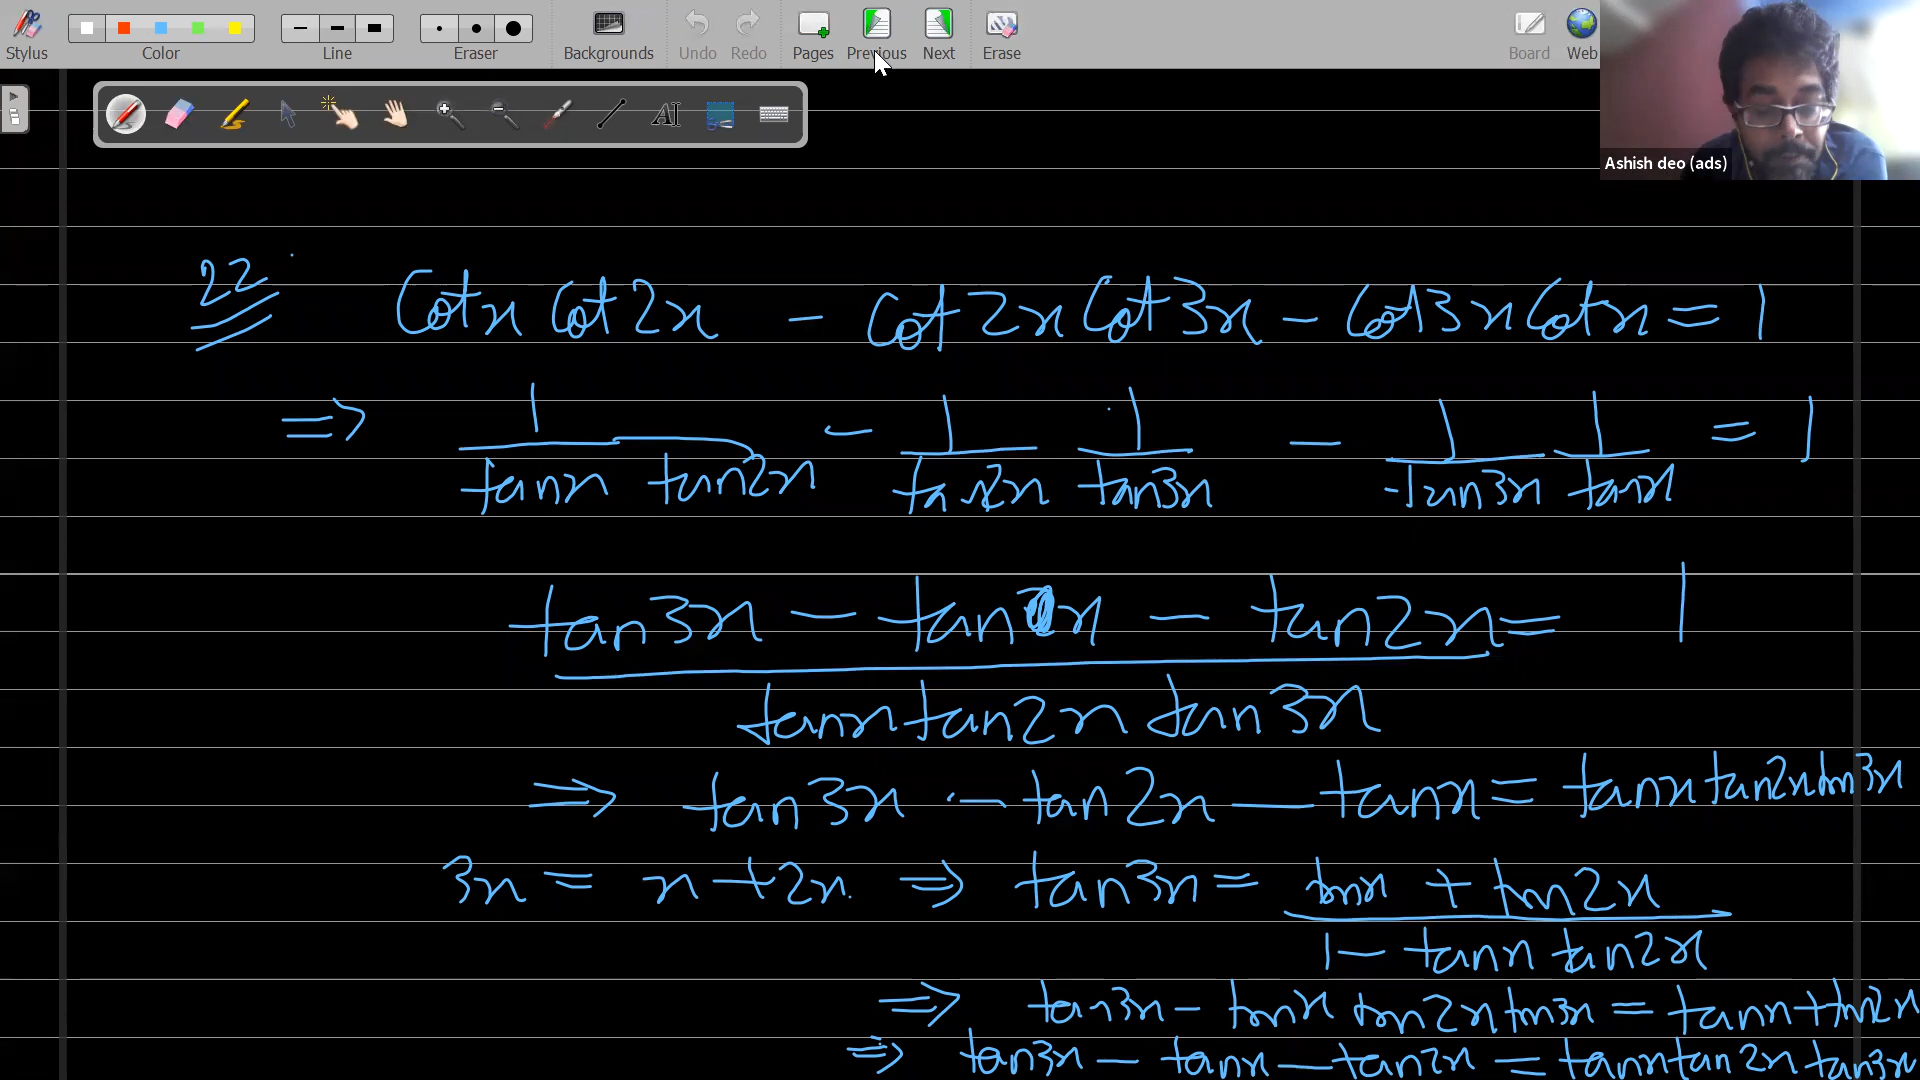 Stylus Color Line Eraser Backgrounds Undo Redo Pages Previous Next Erase Board Web
AI
Ashish deo (ads)
22 Cotx Cot2x - Cot2x Cot3x - Cot3x Cotx = 1
=> 1/(tanx tan2x) - 1/tan2x 1/tan3x - 1/tan3x 1/tanx = 1
(tan3x - tanx - tan2x)/(tanx tan2x tan3x) = 1
=> tan3x - tan2x - tanx = tanx tan2x tan3x
3x = x + 2x => tan3x = (tanx + tan2x)/(1 - tanx tan2x)
=> tan3x - tanx tan2x tan3x = tanx + tan2x
=> tan3x - tanx - tan2x = tanx tan2x tan3x